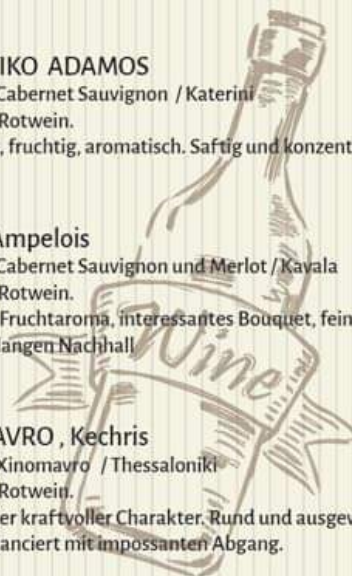 IKO ADAMOS
Cabernet Sauvignon / Katerini
Rotwein.
, fruchtig, aromatisch. Saftig und konzent
Ampelois
Cabernet Sauvignon und Merlot / Kavala
Rotwein.
Fruchtaroma, interessantes Bouquet, fein
langen Nachhall
Wine
AVRO , Kechris
Xinomavro / Thessaloniki
Rotwein.
er kraftvoller Charakter. Rund und ausgew
anciert mit impossanten Abgang.